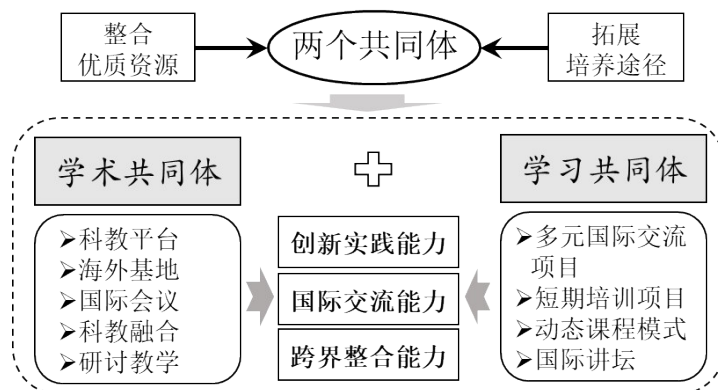 整合
优质资源
两个共同体
拓展
培养途径
学术共同体
学习共同体
➢科教平台
➢海外基地
➢国际会议
➢科教融合
➢研讨教学
创新实践能力
国际交流能力
跨界整合能力
➢多元国际交流
项目
➢短期培训项目
➢动态课程模式
➢国际讲坛